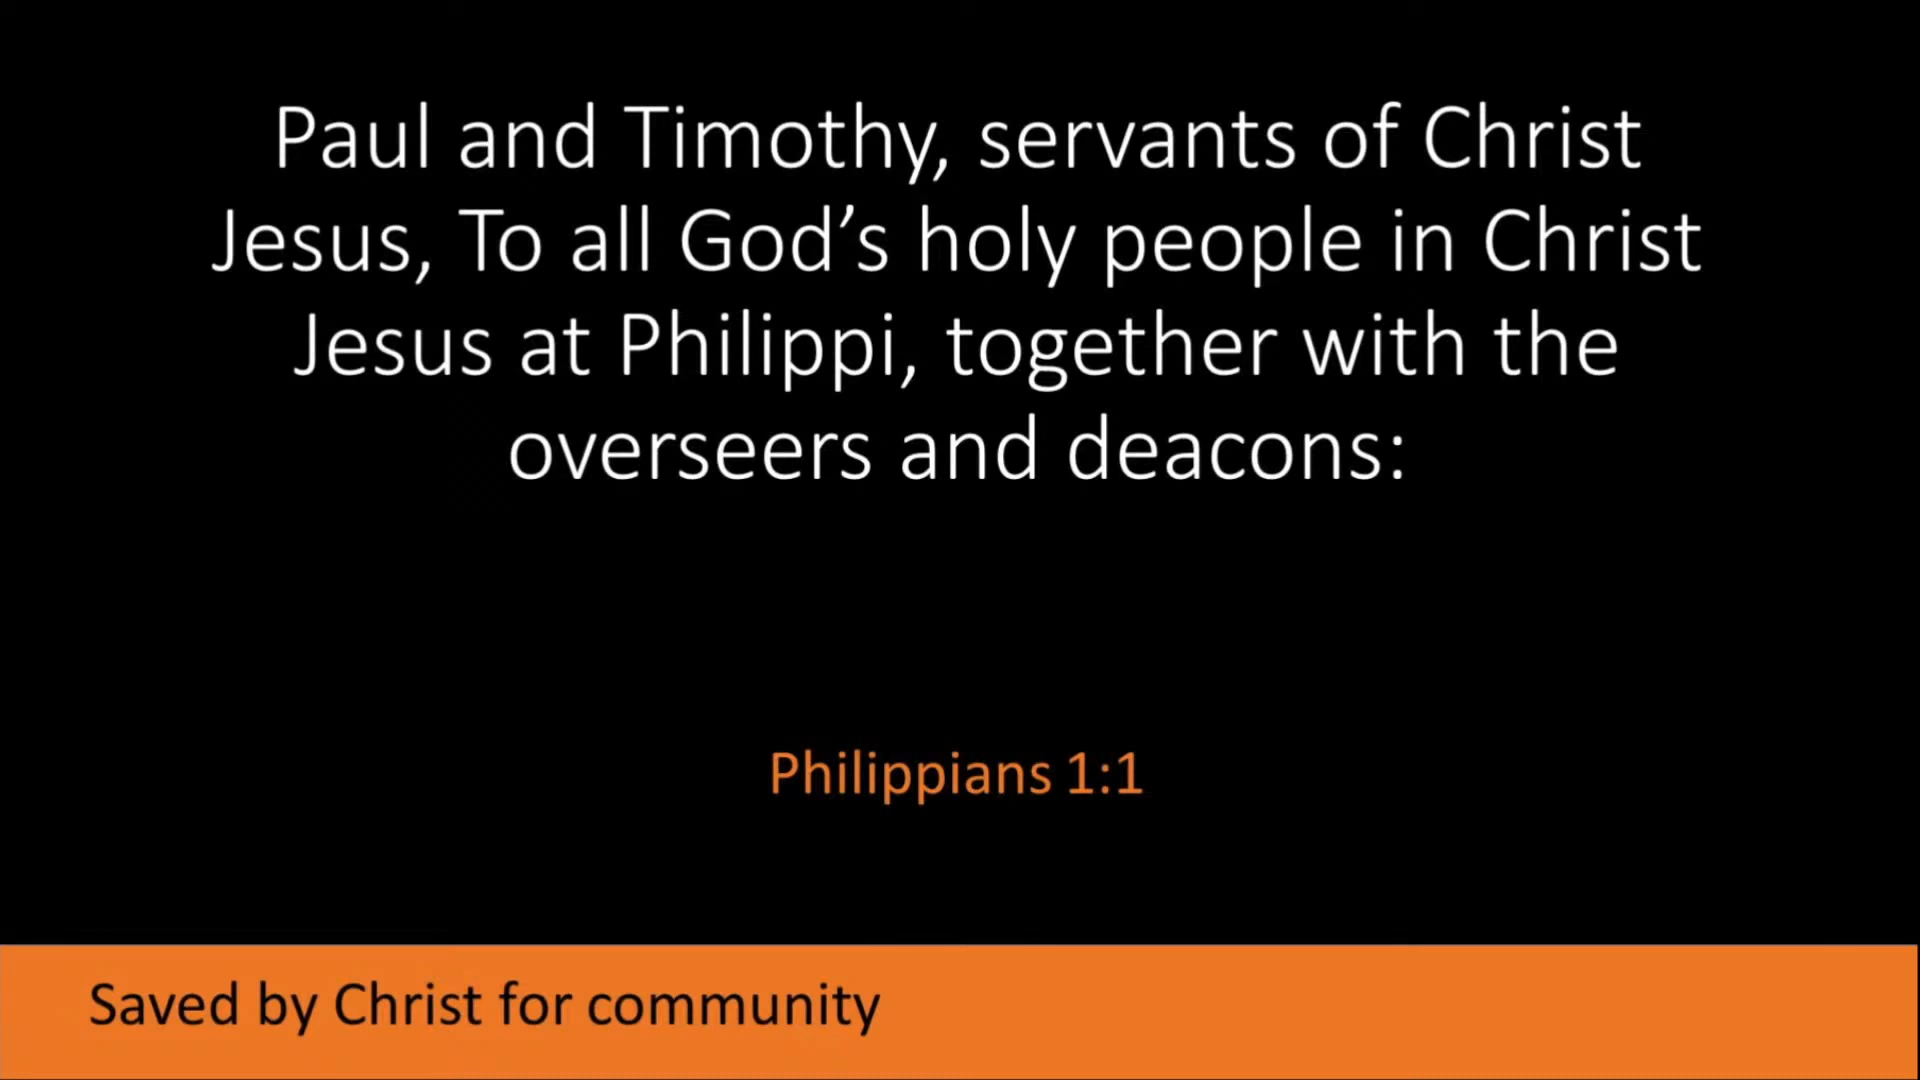 Paul and Timothy, servants of Christ
Jesus, To all God’s holy people in Christ
Jesus at Philippi, together with the
overseers and deacons:
Philippians 1:1
Saved by Christ for community